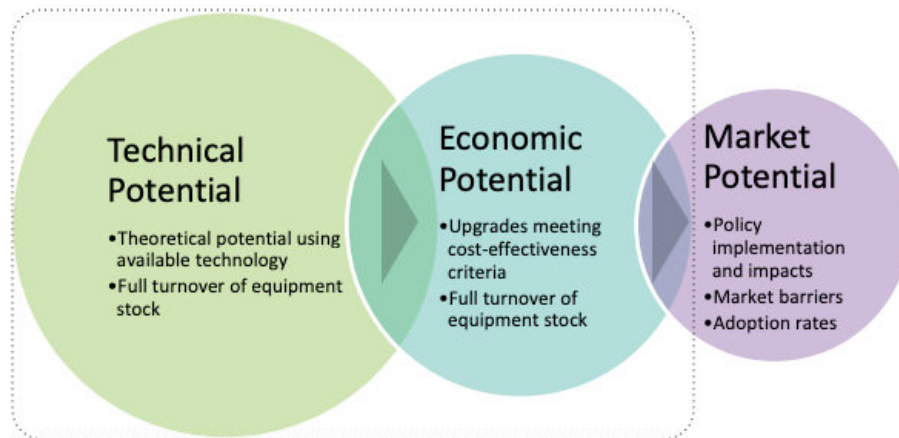 Technical
Potential
•Theoretical potential using
available technology
•Full turnover of equipment
stock
Economic
Potential
•Upgrades meeting
cost-effectiveness
criteria
•Full turnover of
equipment stock
Market
Potential
•Policy
implementation
and impacts
•Market barriers
•Adoption rates